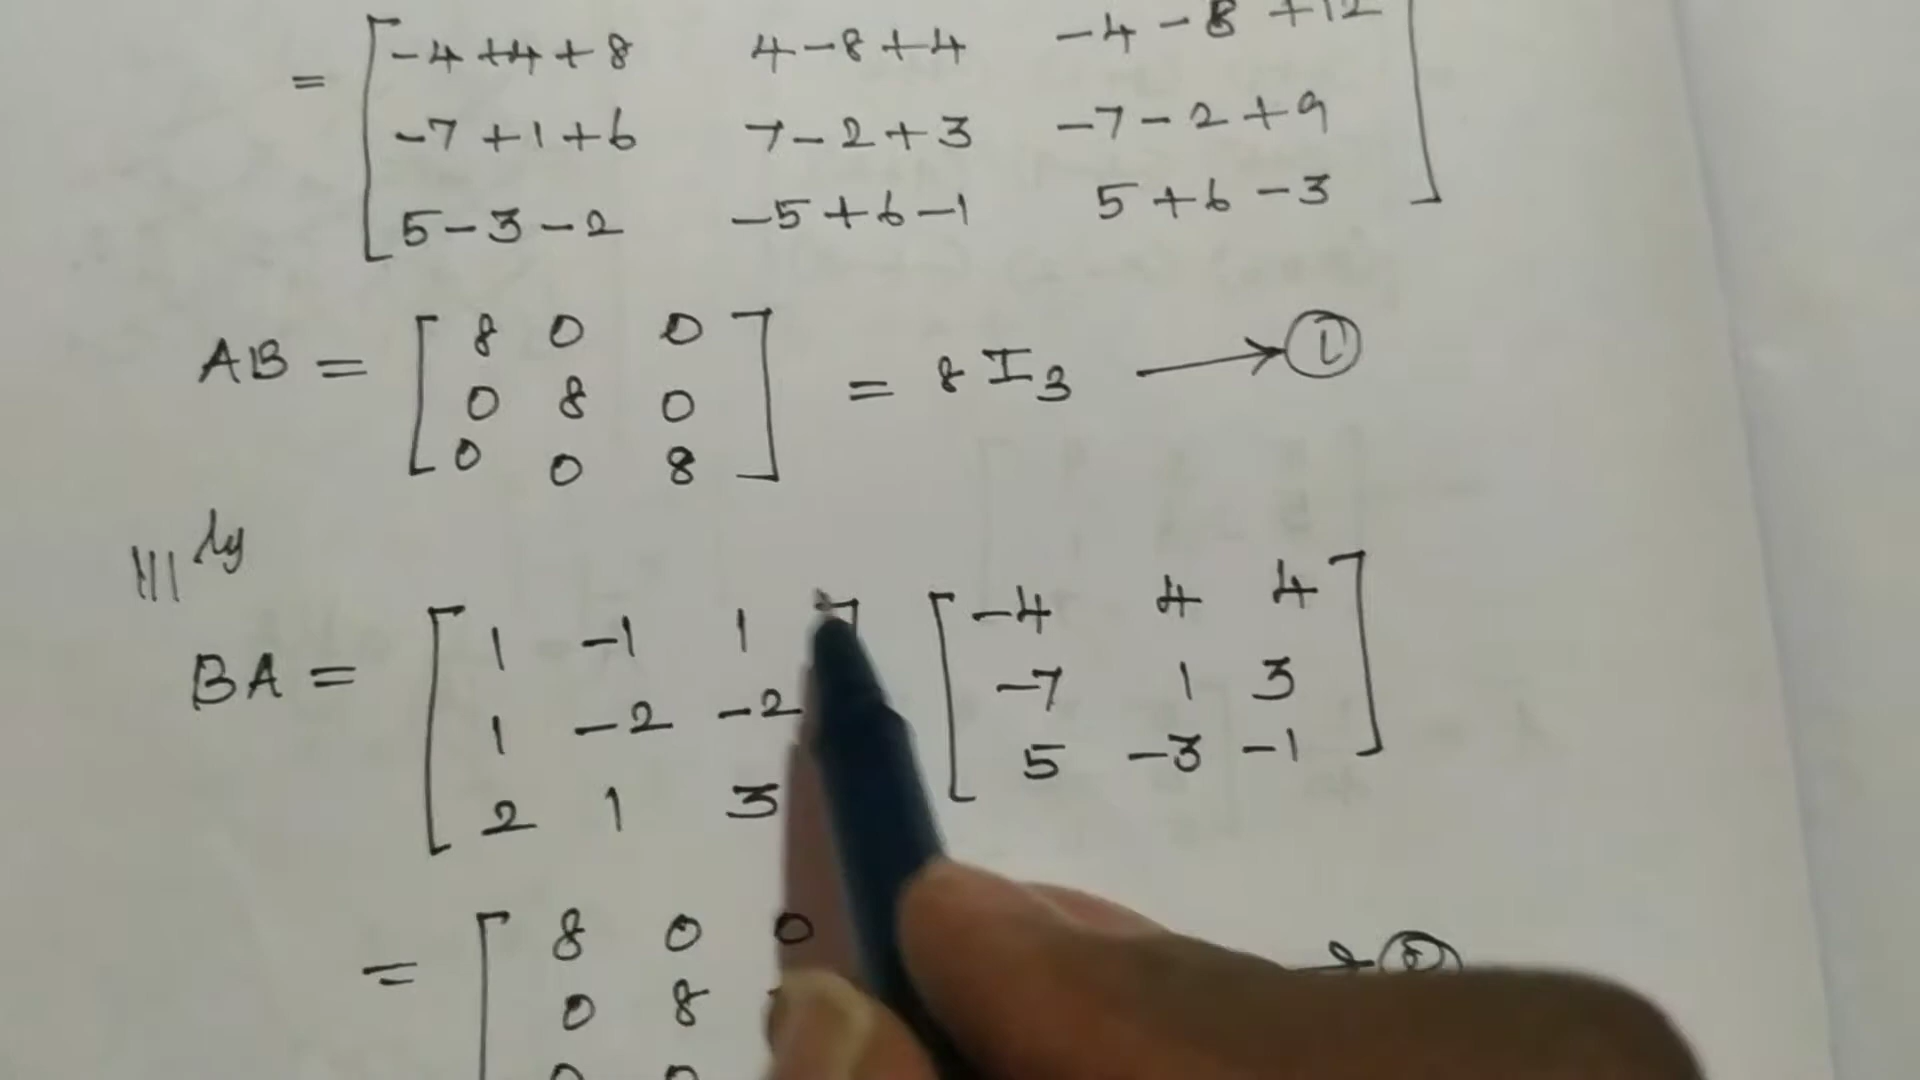 = [ -4+4+8 4-8+4 -4-8+12
-7+1+6 7-2+3 -7-2+9
5-3-2 -5+6-1 5+6-3 ]
AB = [ 8 0 0
0 8 0
0 0 8 ] = 8 I₃ → ①
|||ly
BA = [ 1 -1 1
1 -2 -2
2 1 3 ] [ -4 4 4
-7 1 3
5 -3 -1 ]
= [ 8 0 0
0 8
0 0